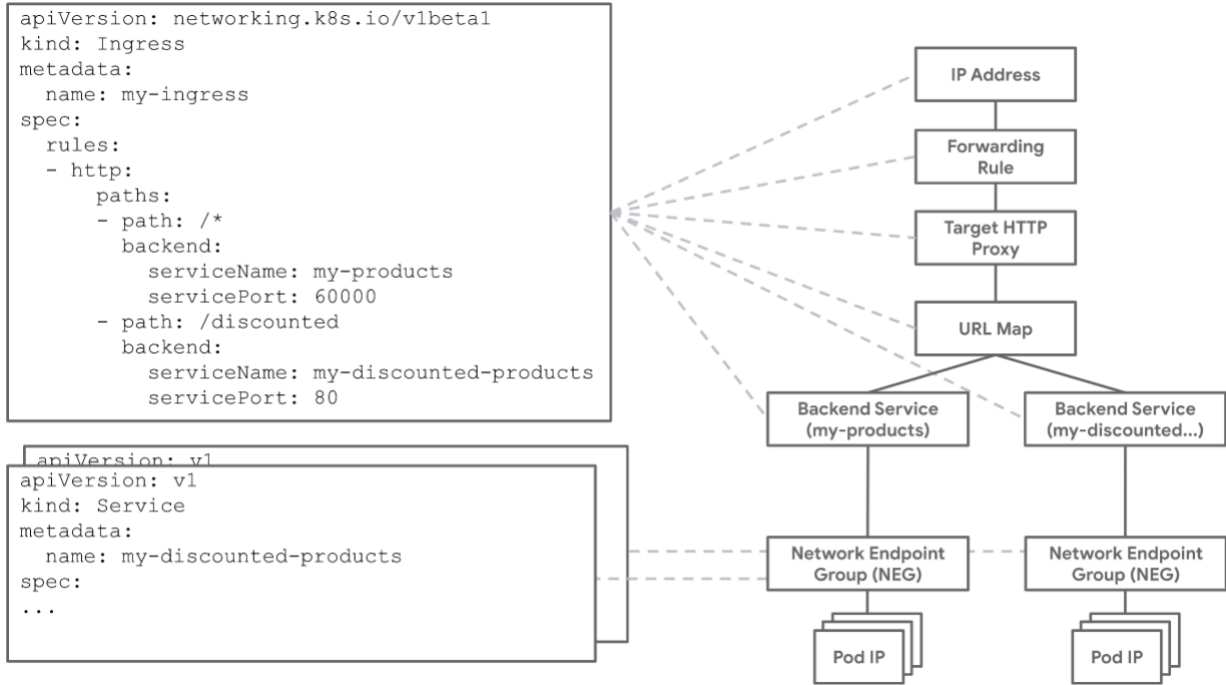 apiVersion: networking.k8s.io/v1beta1
kind: Ingress
metadata:
  name: my-ingress
spec:
  rules:
  - http:
      paths:
      - path: /*
        backend:
          serviceName: my-products
          servicePort: 60000
      - path: /discounted
        backend:
          serviceName: my-discounted-products
          servicePort: 80
apiVersion: v1
apiVersion: v1
kind: Service
metadata:
  name: my-discounted-products
spec:
...
IP Address
Forwarding
Rule
Target HTTP
Proxy
URL Map
Backend Service
(my-products)
Backend Service
(my-discounted...)
Network Endpoint
Group (NEG)
Network Endpoint
Group (NEG)
Pod IP
Pod IP